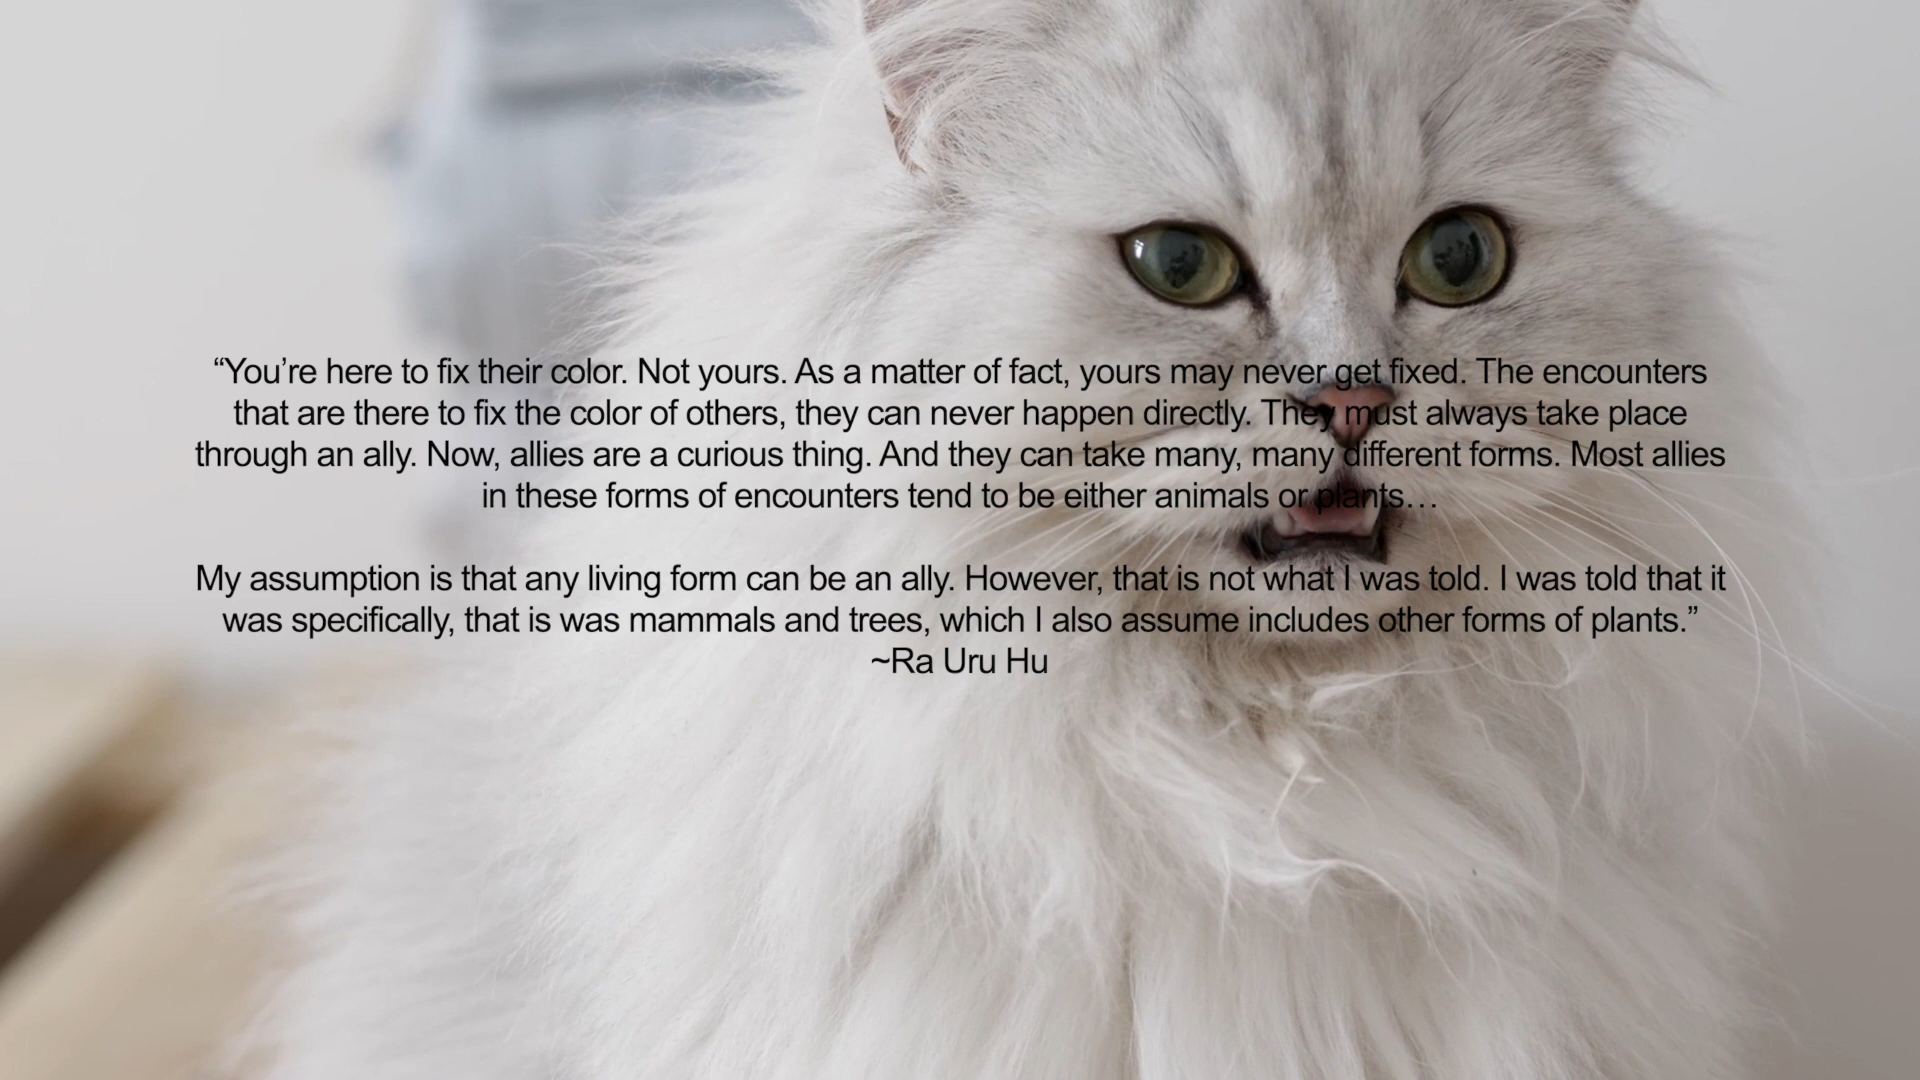 “You’re here to fix their color. Not yours. As a matter of fact, yours may never get fixed. The encounters
that are there to fix the color of others, they can never happen directly. They must always take place
through an ally. Now, allies are a curious thing. And they can take many, many different forms. Most allies
in these forms of encounters tend to be either animals or plants…
My assumption is that any living form can be an ally. However, that is not what I was told. I was told that it
was specifically, that is was mammals and trees, which I also assume includes other forms of plants.”
~Ra Uru Hu